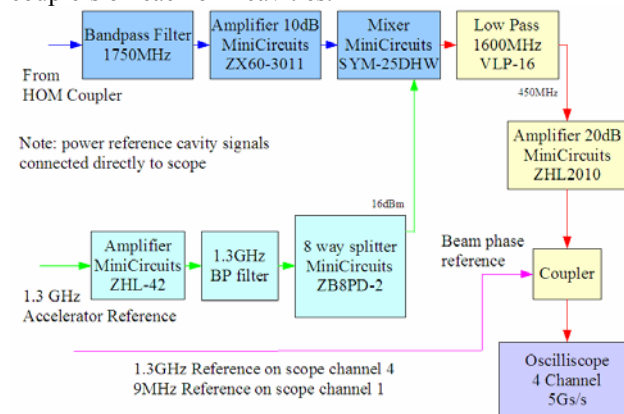 Bandpass Filter
1750MHz
Amplifier 10dB
MiniCircuits
ZX60-3011
Mixer
MiniCircuits
SYM-25DHW
Low Pass
1600MHz
VLP-16
From
HOM Coupler
450MHz
Note: power reference cavity signals
connected directly to scope
Amplifier 20dB
MiniCircuits
ZHL2010
16dBm
Amplifier
MiniCircuits
ZHL-42
1.3GHz
BP filter
8 way splitter
MiniCircuits
ZB8PD-2
Beam phase
reference
Coupler
1.3 GHz
Accelerator Reference
1.3GHz Reference on scope channel 4
9MHz Reference on scope channel 1
Oscilliscope
4 Channel
5Gs/s